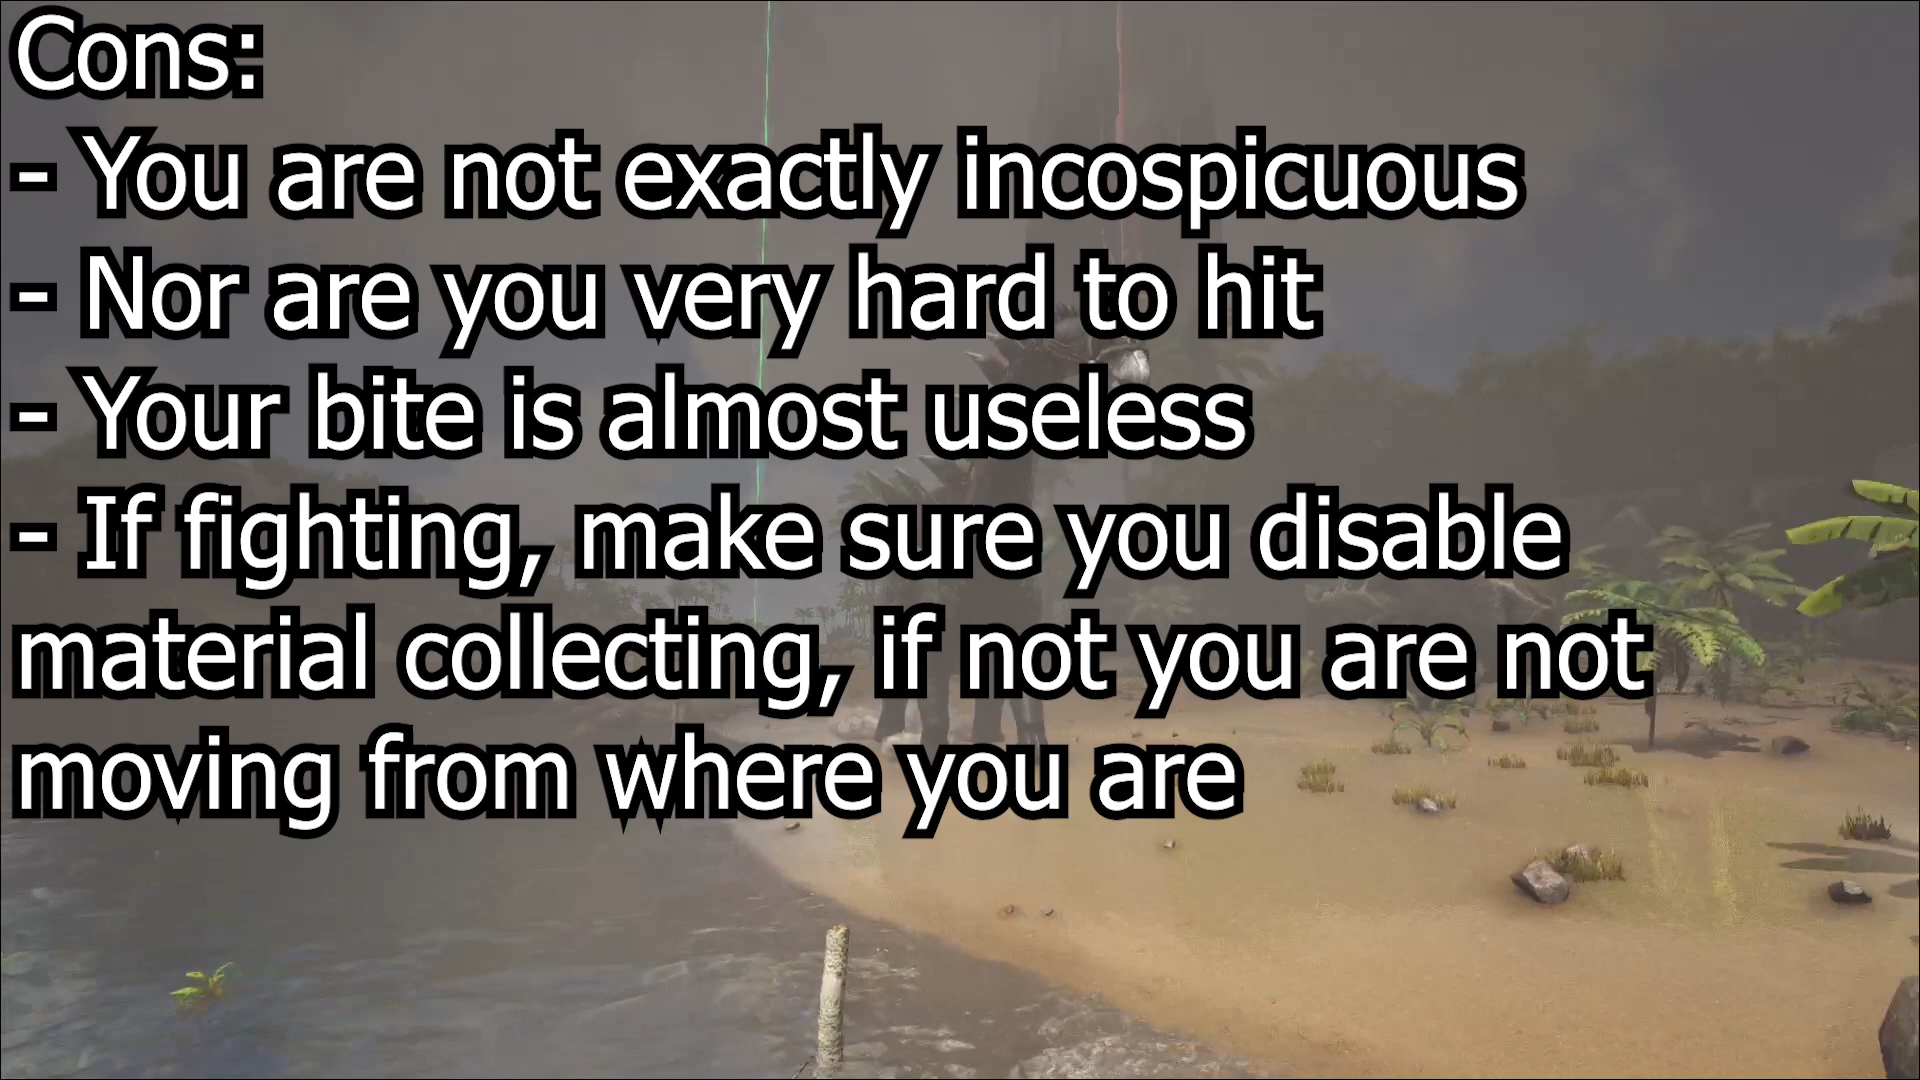 Cons:
- You are not exactly incospicuous
- Nor are you very hard to hit
- Your bite is almost useless
- If fighting, make sure you disable
material collecting, if not you are not
moving from where you are